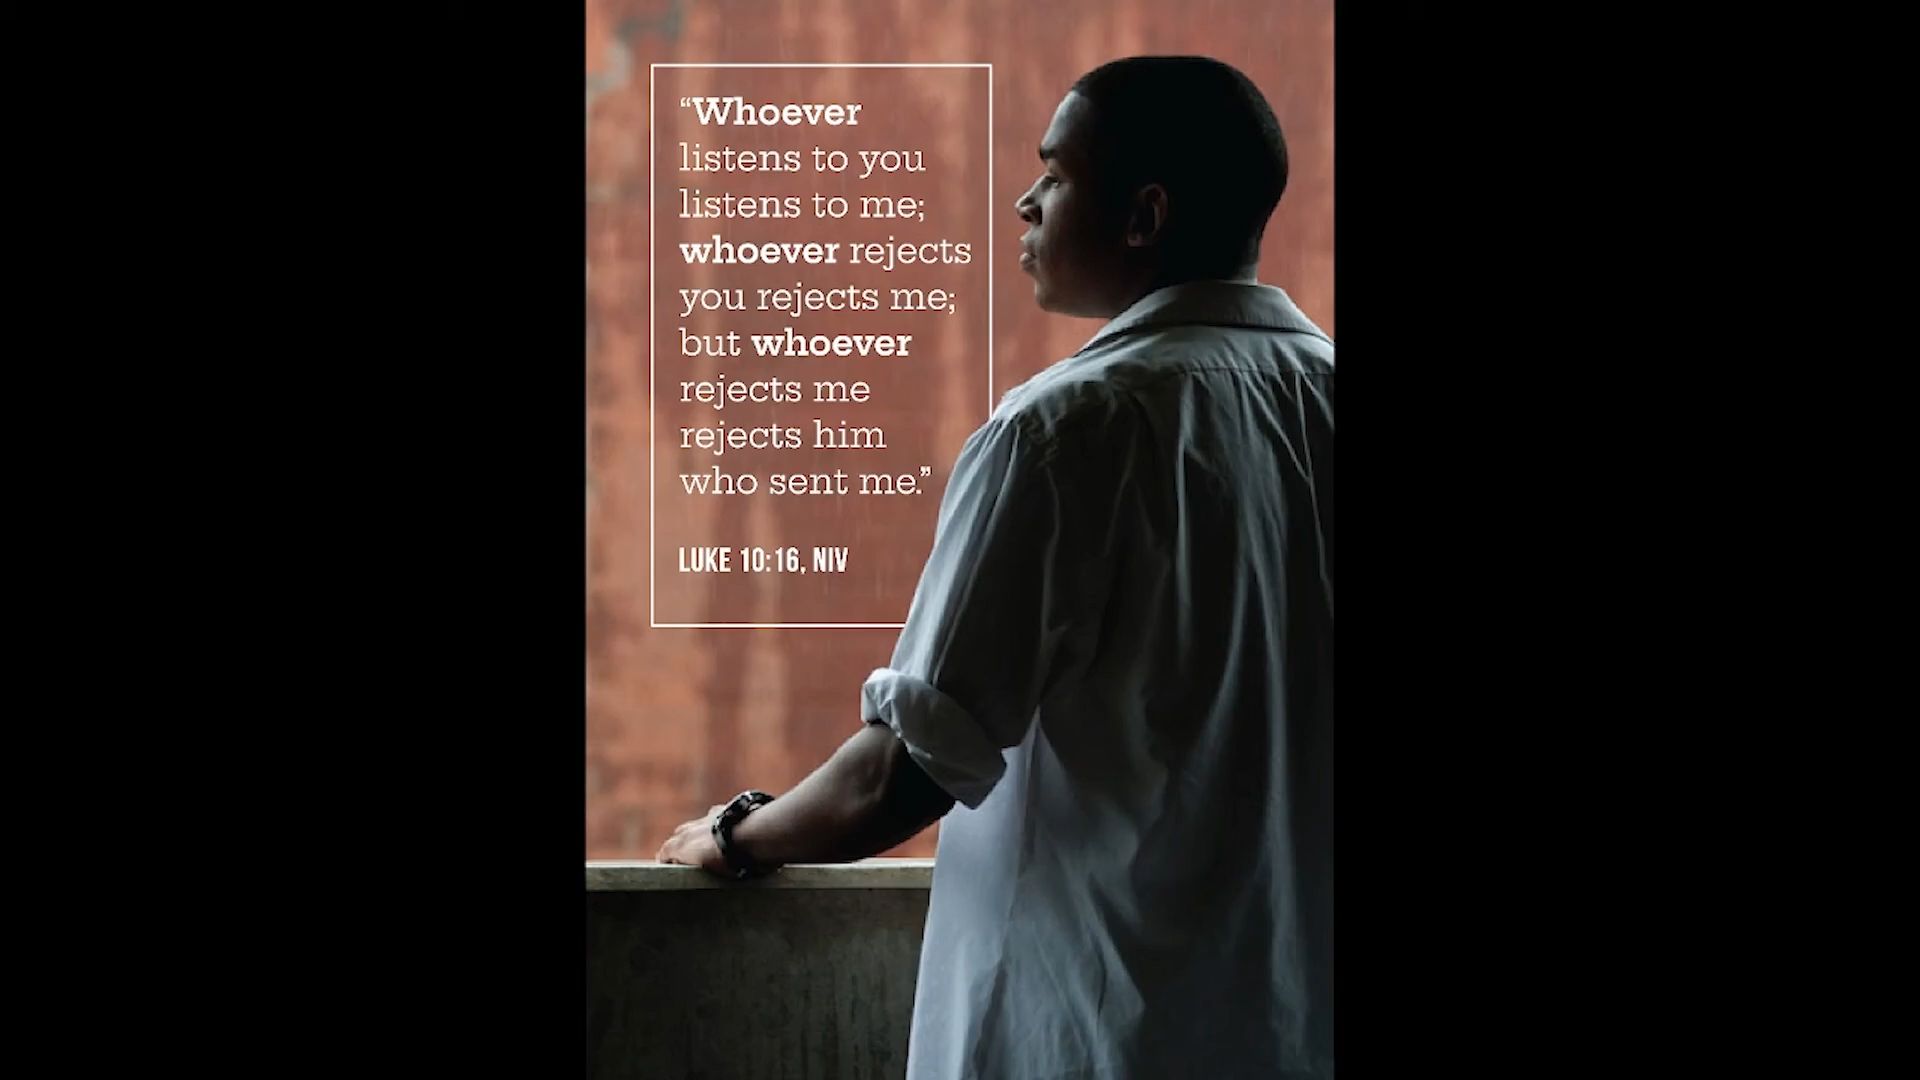 “Whoever
listens to you
listens to me;
whoever rejects
you rejects me;
but whoever
rejects me
rejects him
who sent me.”
LUKE 10:16, NIV